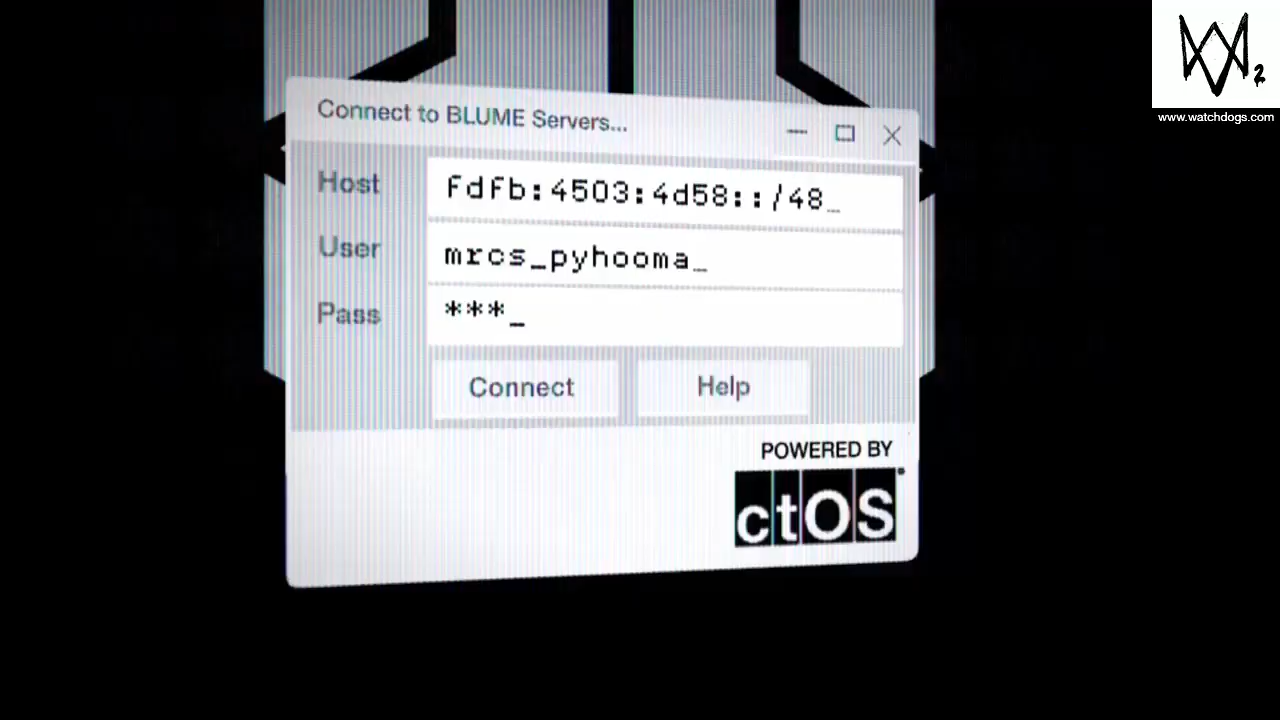 2
www.watchdogs.com
Connect to BLUME Servers...
Host fdfb:4503:4d58::/48_
User mrcs_pyhooma_
Pass ***_
Connect Help
POWERED BY
ctOS